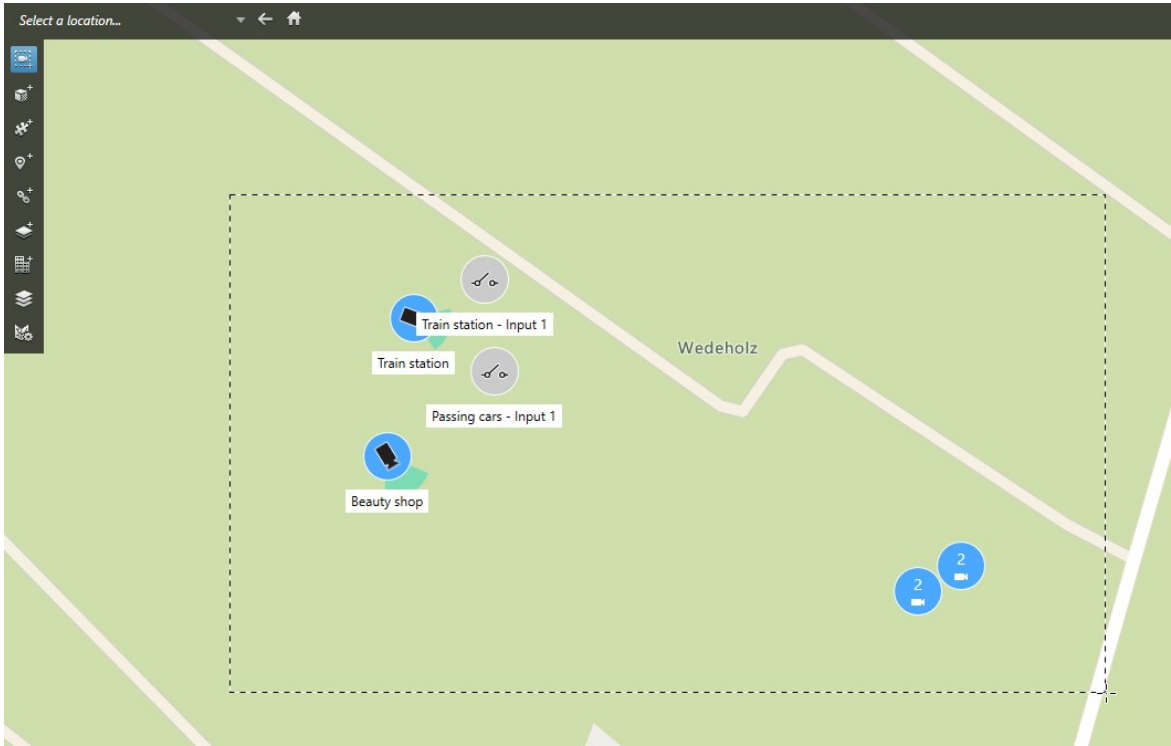 Select a location...
Train station - Input 1
Wedeholz
Train station
Passing cars - Input 1
Beauty shop
2
2